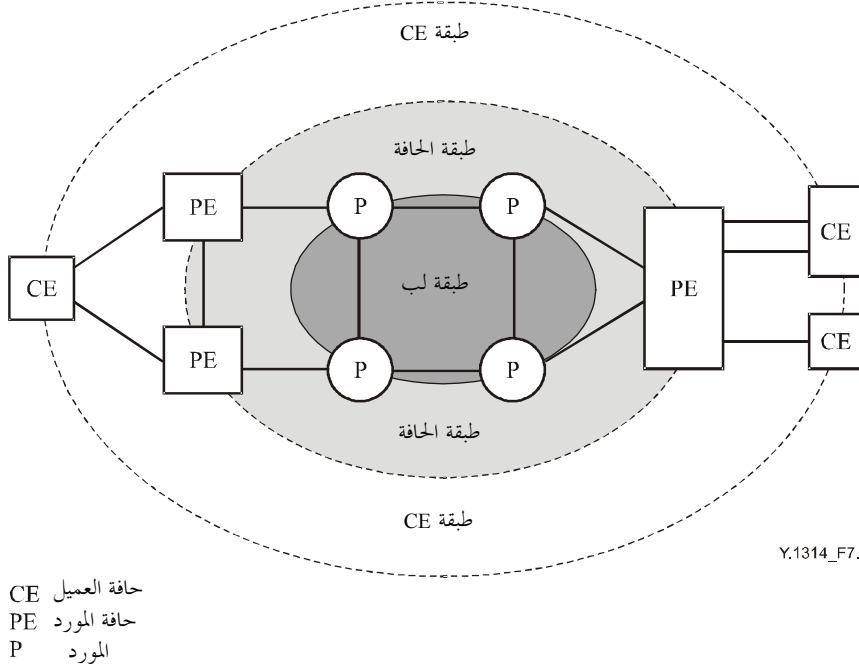 طبقة CE
طبقة الحافة
PE
P
P
CE
CE
طبقة لب
PE
PE
P
P
CE
طبقة الحافة
طبقة CE
Y.1314_F7.
CE حافة العميل
PE حافة المورد
P المورد